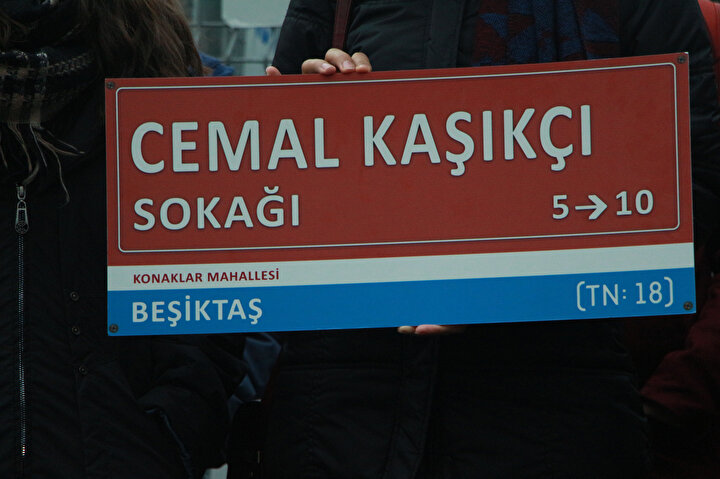 CEMAL KAŞIKÇI
SOKAĞI 5→10
KONAKLAR MAHALLESİ
BEŞİKTAŞ (TN: 18)